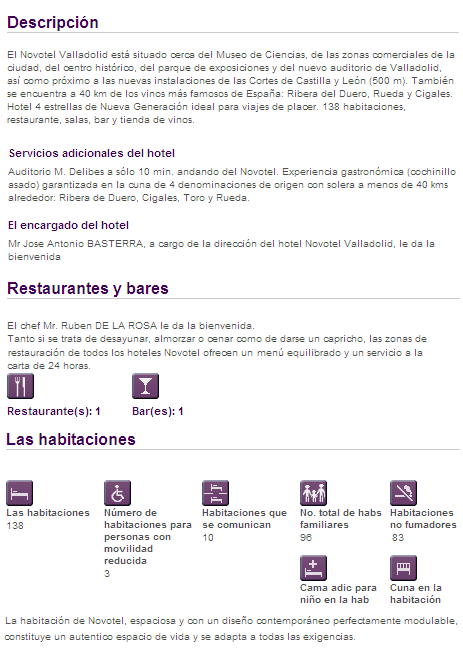 Descripción
El Novotel Valladolid está situado cerca del Museo de Ciencias, de las zonas comerciales de la
ciudad, del centro histórico, del parque de exposiciones y del nuevo auditorio de Valladolid,
así como próximo a las nuevas instalaciones de las Cortes de Castilla y León (500 m). También
se encuentra a 40 km de los vinos más famosos de España: Ribera del Duero, Rueda y Cigales.
Hotel 4 estrellas de Nueva Generación ideal para viajes de placer. 138 habitaciones,
restaurante, salas, bar y tienda de vinos.
Servicios adicionales del hotel
Auditorio M. Delibes a sólo 10 min. andando del Novotel. Experiencia gastronómica (cochinillo
asado) garantizada en la cuna de 4 denominaciones de origen con solera a menos de 40 kms
alrededor: Ribera de Duero, Cigales, Toro y Rueda.
El encargado del hotel
Mr Jose Antonio BASTERRA, a cargo de la dirección del hotel Novotel Valladolid, le da la
bienvenida
Restaurantes y bares
El chef Mr. Ruben DE LA ROSA le da la bienvenida.
Tanto si se trata de desayunar, almorzar o cenar como de darse un capricho, las zonas de
restauración de todos los hoteles Novotel ofrecen un menú equilibrado y un servicio a la
carta de 24 horas.
Restaurante(s): 1
Bar(es): 1
Las habitaciones
Las habitaciones
138
Número de
habitaciones para
personas con
movilidad
reducida
3
Habitaciones que
se comunican
10
No. total de habs
familiares
96
Habitaciones
no fumadores
83
Cama adic para
niño en la hab
Cuna en la
habitación
La habitación de Novotel, espaciosa y con un diseño contemporáneo perfectamente modulable,
constituye un autentico espacio de vida y se adapta a todas las exigencias.